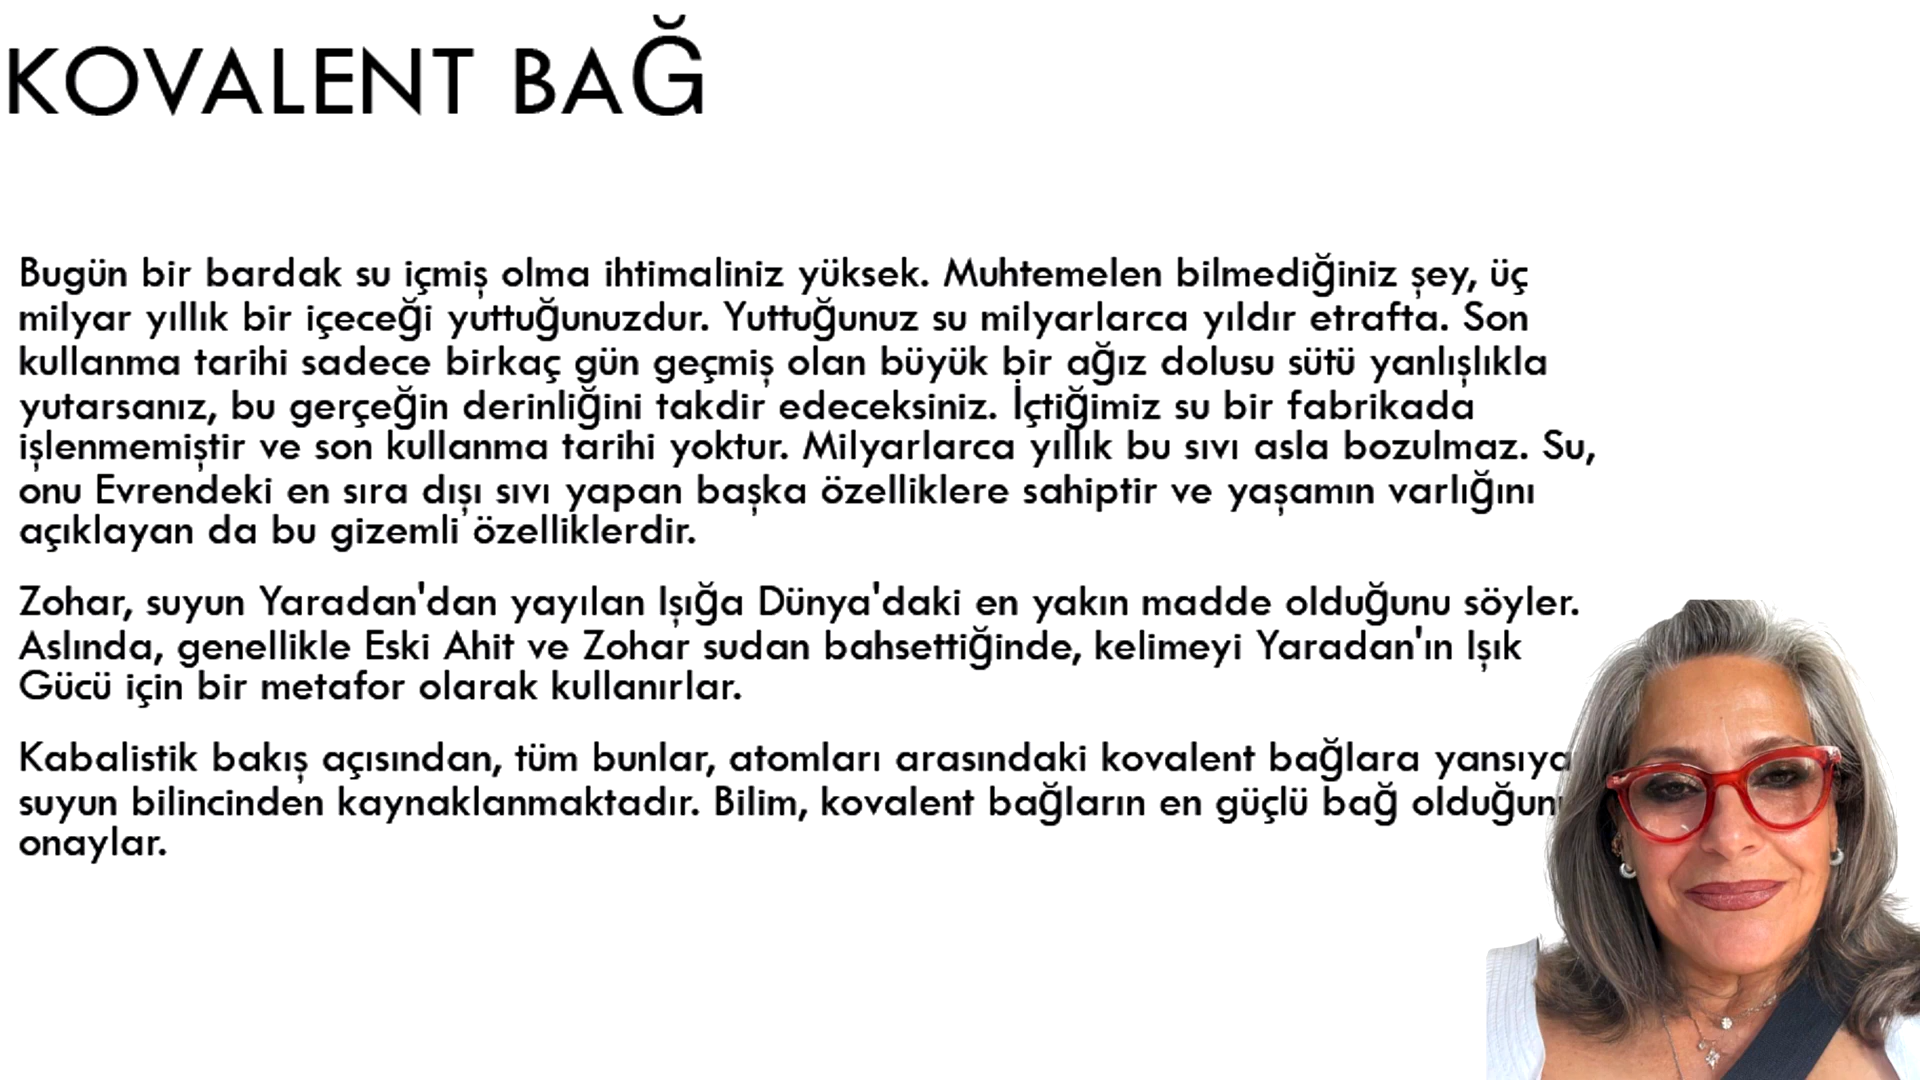 KOVALENT BAĞ
Bugün bir bardak su içmiş olma ihtimaliniz yüksek. Muhtemelen bilmediğiniz şey, üç
milyar yıllık bir içeceği yuttuğunuzdur. Yuttuğunuz su milyarlarca yıldır etrafta. Son
kullanma tarihi sadece birkaç gün geçmiş olan büyük bir ağız dolusu sütü yanlışlıkla
yutarsanız, bu gerçeğin derinliğini takdir edeceksiniz. İçtiğimiz su bir fabrikada
işlenmemiştir ve son kullanma tarihi yoktur. Milyarlarca yıllık bu sıvı asla bozulmaz. Su,
onu Evrendeki en sıra dışı sıvı yapan başka özelliklere sahiptir ve yaşamın varlığını
açıklayan da bu gizemli özelliklerdir.
Zohar, suyun Yaradan'dan yayılan Işığa Dünya'daki en yakın madde olduğunu söyler.
Aslında, genellikle Eski Ahit ve Zohar sudan bahsettiğinde, kelimeyi Yaradan'ın Işık
Gücü için bir metafor olarak kullanırlar.
Kabalistik bakış açısından, tüm bunlar, atomları arasındaki kovalent bağlara
suyun bilincinden kaynaklanmaktadır. Bilim, kovalent bağların en güçlü bağ
onaylar.